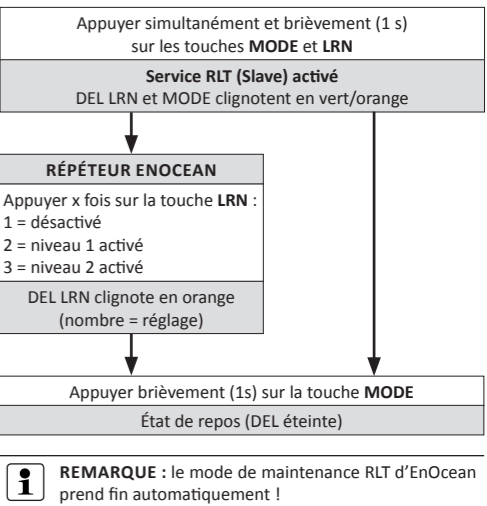 Appuyer simultanément et brièvement (1 s)
sur les touches MODE et LRN
Service RLT (Slave) activé
DEL LRN et MODE clignotent en vert/orange
RÉPÉTEUR ENOCEAN
Appuyer x fois sur la touche LRN :
1 = désactivé
2 = niveau 1 activé
3 = niveau 2 activé
DEL LRN clignote en orange
(nombre = réglage)
Appuyer brièvement (1s) sur la touche MODE
État de repos (DEL éteinte)
REMARQUE : le mode de maintenance RLT d'EnOcean
prend fin automatiquement !